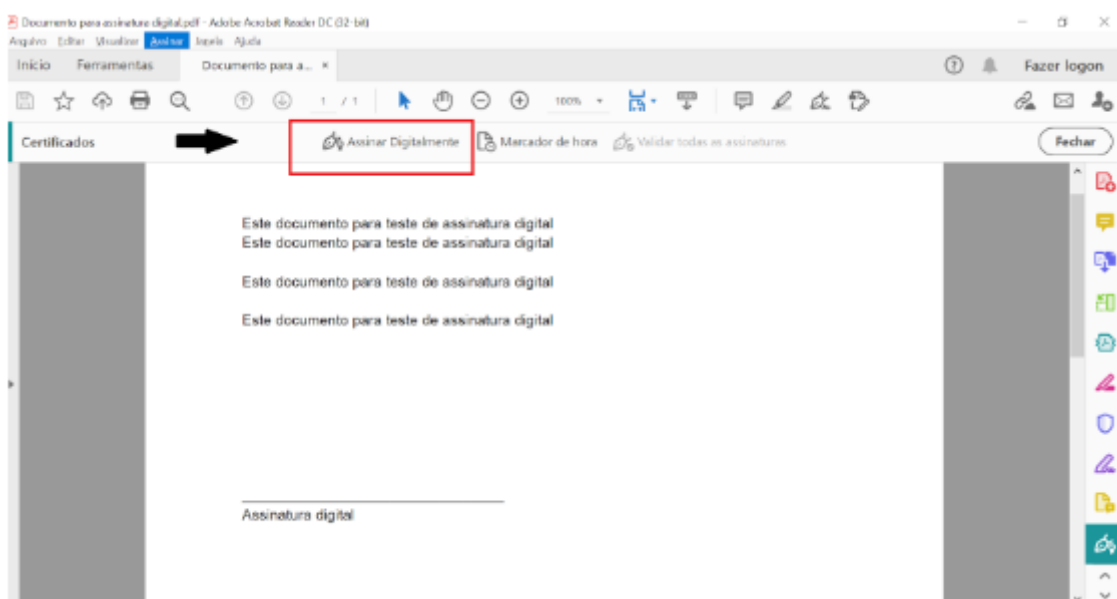 Documento para assinatura digital.pdf - Adobe Acrobat Reader DC (32-bit)
Arquivo Editar Visualizar Assinar Janela Ajuda
Início Ferramentas Documento para a... × Fazer logon
1 / 1 100%
Certificados Assinar Digitalmente Marcador de hora Validar todas as assinaturas Fechar
Este documento para teste de assinatura digital
Este documento para teste de assinatura digital
Este documento para teste de assinatura digital
Este documento para teste de assinatura digital
Assinatura digital